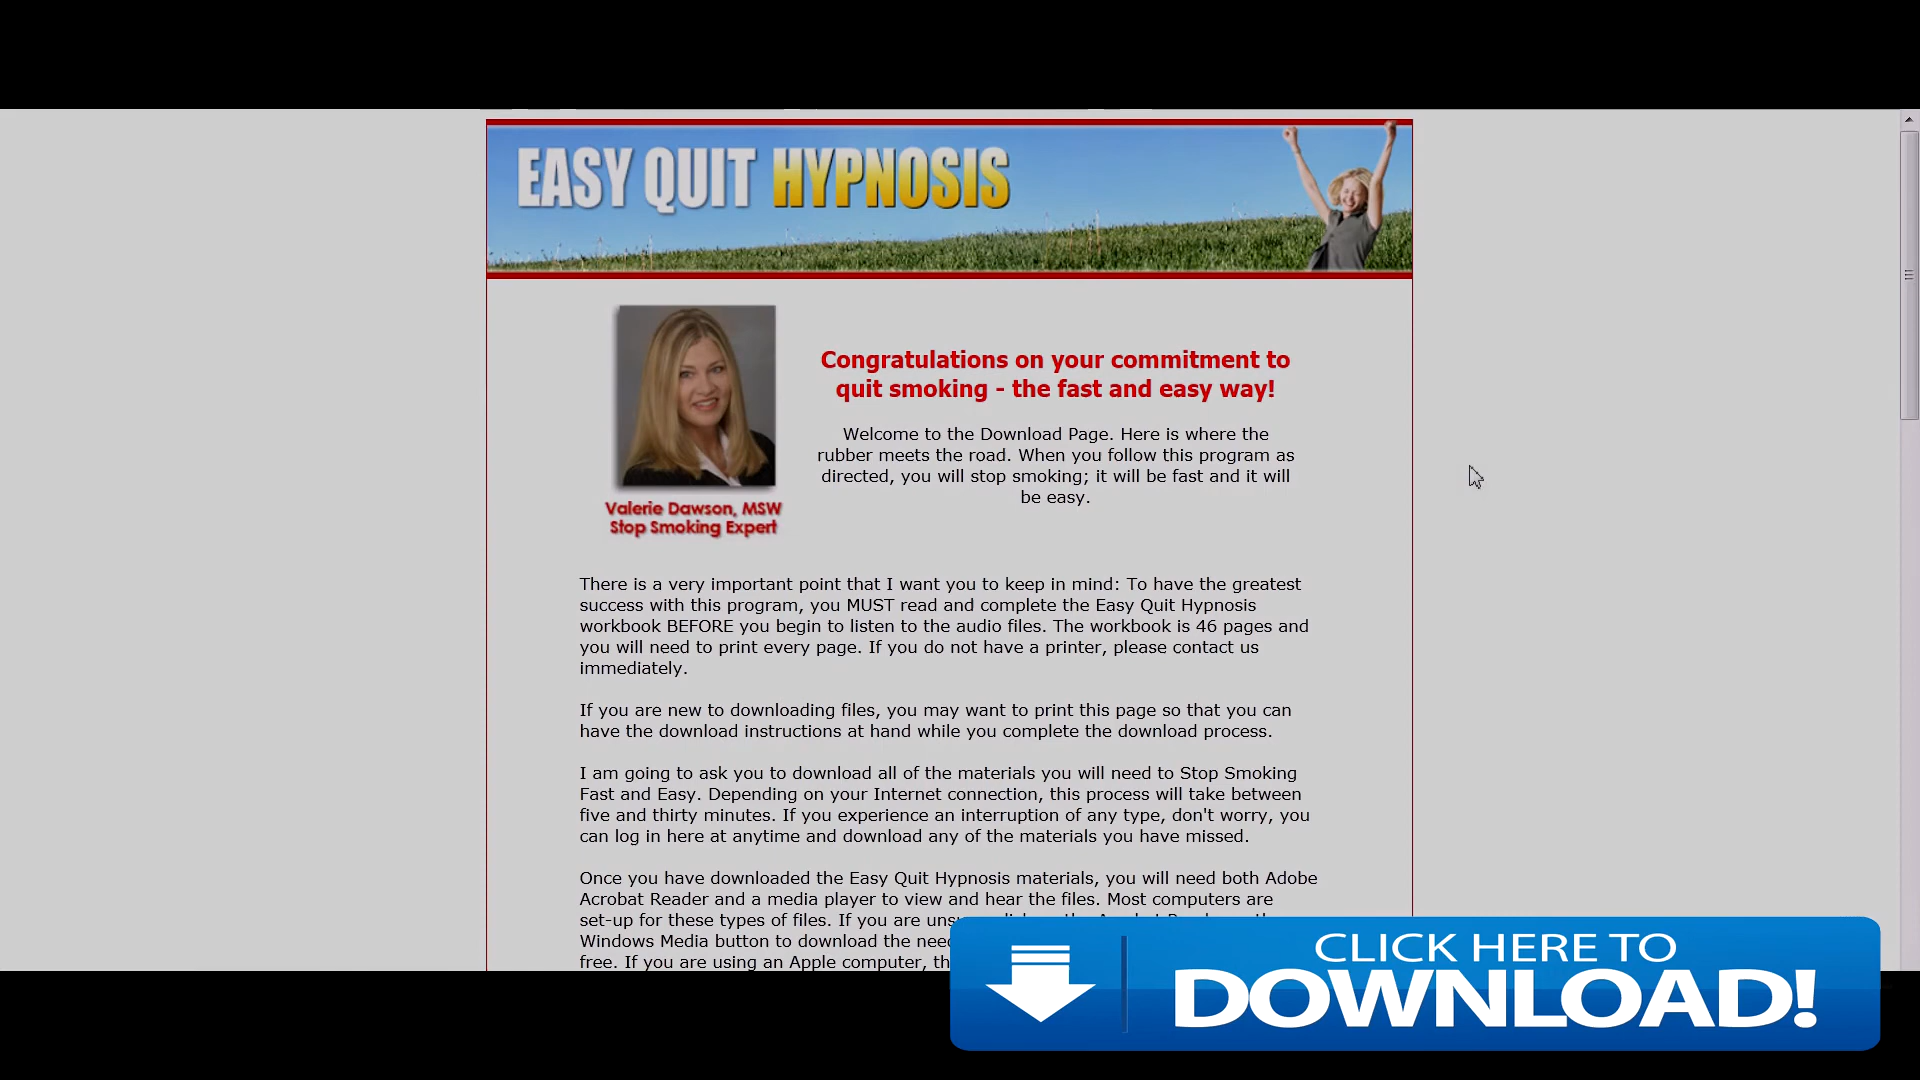 EASY QUIT HYPNOSIS
Congratulations on your commitment to
quit smoking - the fast and easy way!
Welcome to the Download Page. Here is where the
rubber meets the road. When you follow this program as
directed, you will stop smoking; it will be fast and it will
be easy.
Valerie Dawson, MSW
Stop Smoking Expert
There is a very important point that I want you to keep in mind: To have the greatest
success with this program, you MUST read and complete the Easy Quit Hypnosis
workbook BEFORE you begin to listen to the audio files. The workbook is 46 pages and
you will need to print every page. If you do not have a printer, please contact us
immediately.
If you are new to downloading files, you may want to print this page so that you can
have the download instructions at hand while you complete the download process.
I am going to ask you to download all of the materials you will need to Stop Smoking
Fast and Easy. Depending on your Internet connection, this process will take between
five and thirty minutes. If you experience an interruption of any type, don't worry, you
can log in here at anytime and download any of the materials you have missed.
Once you have downloaded the Easy Quit Hypnosis materials, you will need both Adobe
Acrobat Reader and a media player to view and hear the files. Most computers are
set-up for these types of files. If you are
Windows Media button to download the
free. If you are using an Apple computer,
CLICK HERE TO
DOWNLOAD!